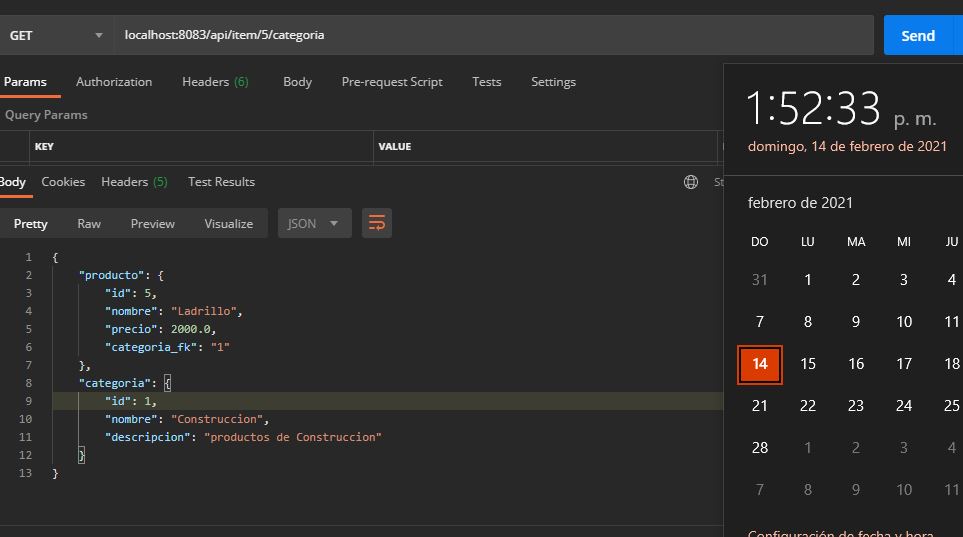 GET localhost:8083/api/item/5/categoria Send
Params Authorization Headers (6) Body Pre-request Script Tests Settings
Query Params
KEY VALUE
Body Cookies Headers (5) Test Results
Pretty Raw Preview Visualize JSON
1 {
2 "producto": {
3 "id": 5,
4 "nombre": "Ladrillo",
5 "precio": 2000.0,
6 "categoria_fk": "1"
7 },
8 "categoria": {
9 "id": 1,
10 "nombre": "Construccion",
11 "descripcion": "productos de Construccion"
12 }
13 }
1:52:33 p. m.
domingo, 14 de febrero de 2021
febrero de 2021
DO LU MA MI JU
31 1 2 3 4
7 8 9 10 11
14 15 16 17 18
21 22 23 24 25
28 1 2 3 4
7 8 9 10 11
Configuración de fecha y hora